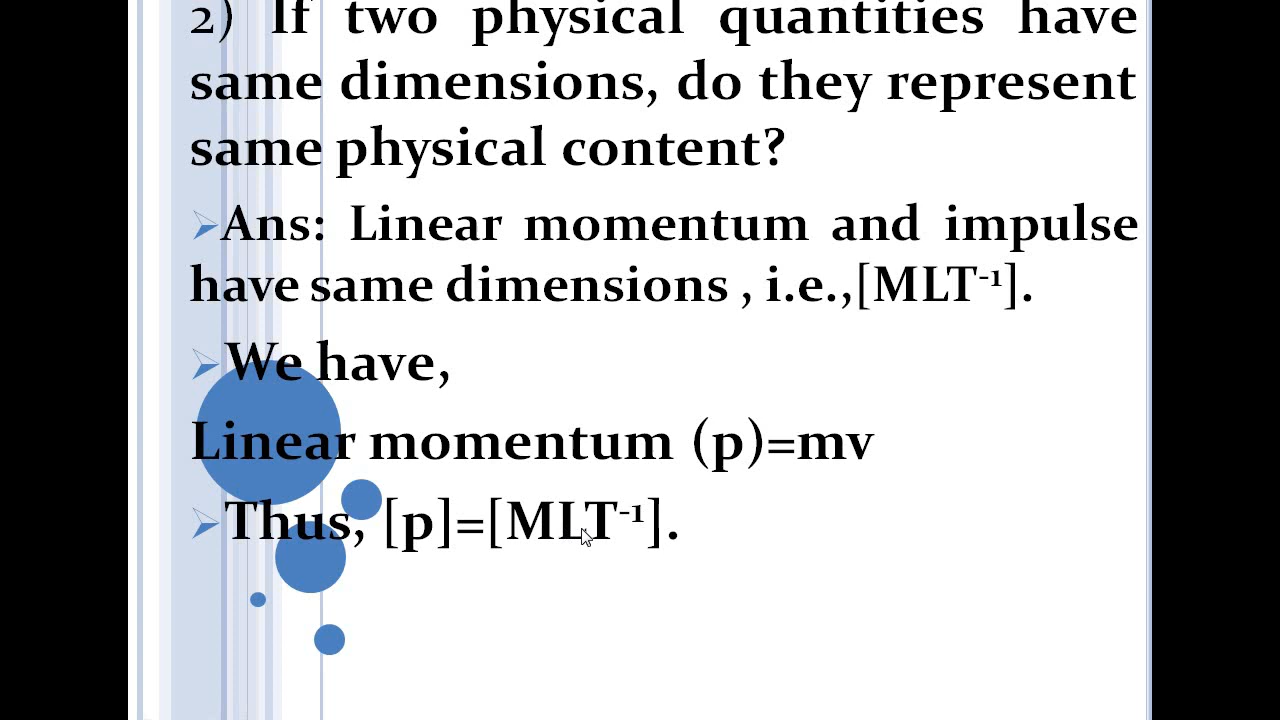 2) If two physical quantities have
same dimensions, do they represent
same physical content?
Ans: Linear momentum and impulse
have same dimensions , i.e.,[MLT⁻¹].
We have,
Linear momentum (p)=mv
Thus, [p]=[MLT⁻¹].